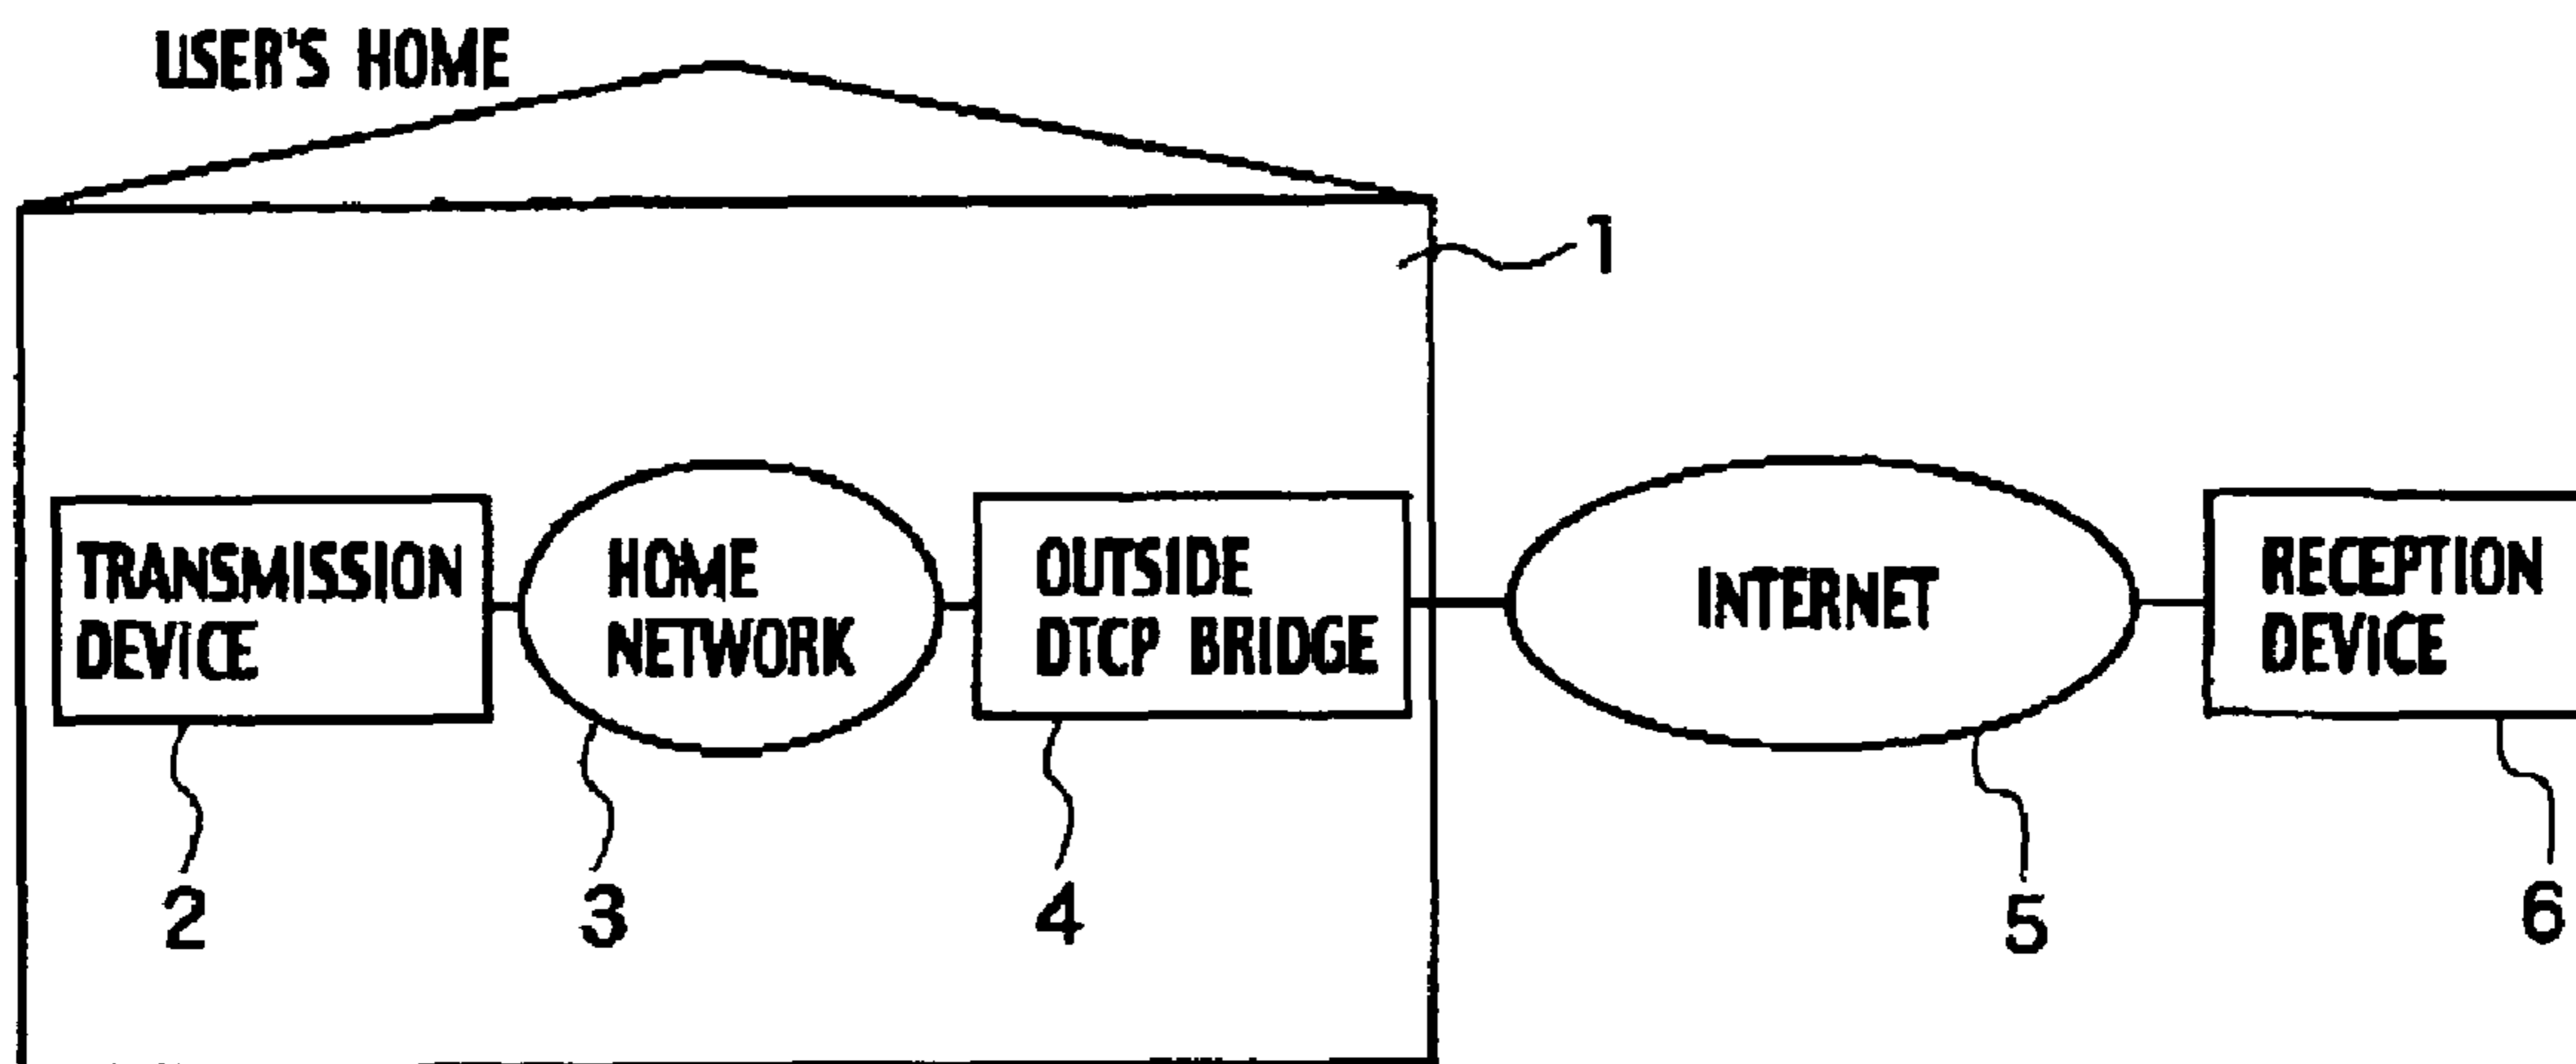 USER'S HOME
1
TRANSMISSION
DEVICE
HOME
NETWORK
OUTSIDE
DTCP BRIDGE
INTERNET
RECEPTION
DEVICE
2
3
4
5
6